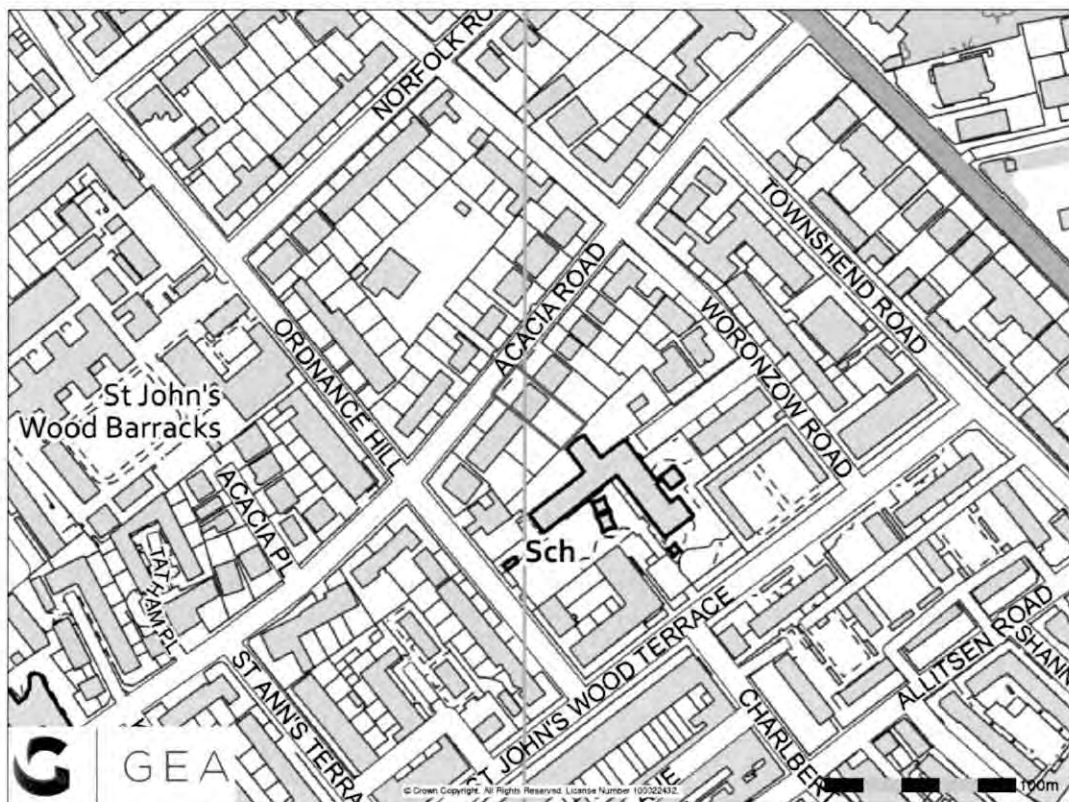 NORFOLK RO
TOWNSHEND ROAD
ACACIA ROAD
WORONZOW ROAD
ORDNANCE HILL
St John's
Wood Barracks
ACACIA PL
TATHAM PL
Sch
ALLITSEN ROAD
SHANN
ST ANN'S TERRA
ST JOHN'S WOOD TERRACE
CHARLBE
G
GEA
© Crown Copyright. All Rights Reserved. License Number 100022432.
100m